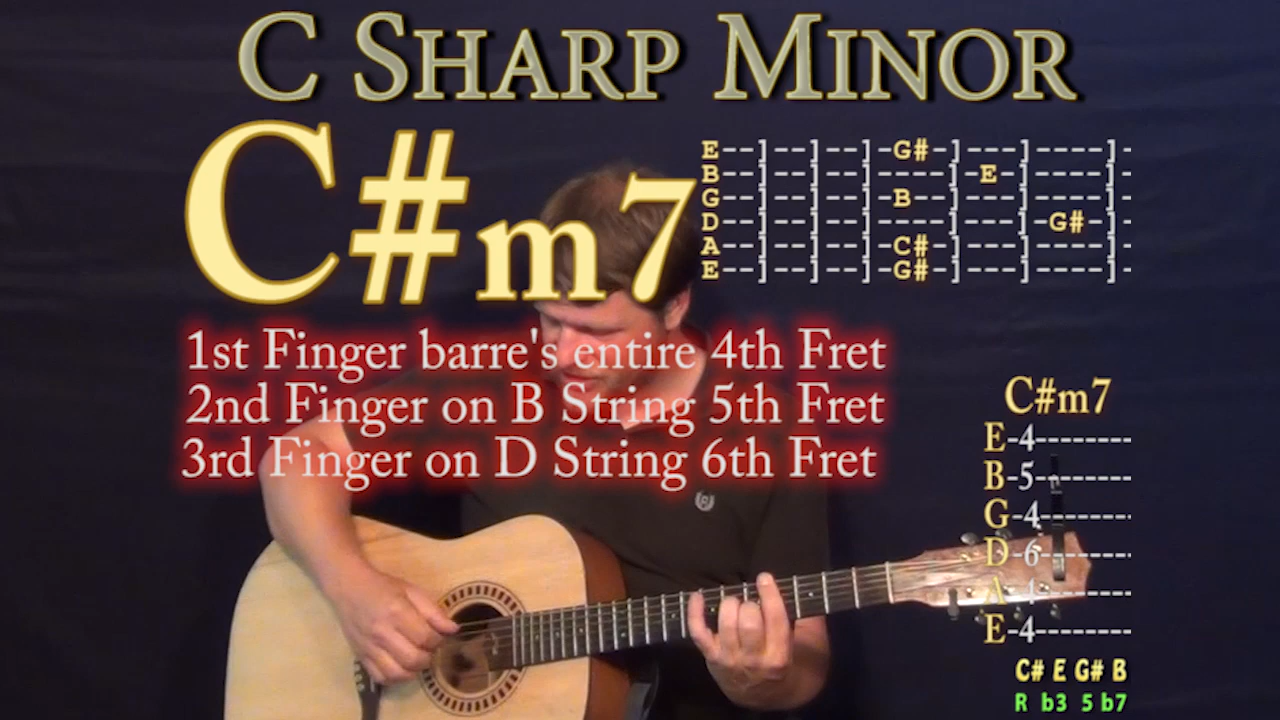 C SHARP MINOR
C#m7
E--]--]--]-G#-]---]----]-
B--]--]--]----]-E-]----]-
G--]--]--]-B--]---]----]-
D--]--]--]----]---]-G#-]-
A--]--]--]-C#-]---]----]-
E--]--]--]-G#-]---]----]-
1st Finger barre's entire 4th Fret
2nd Finger on B String 5th Fret
3rd Finger on D String 6th Fret
C#m7
E-4--------
B-5--------
G-4--------
D-6--------
A-4--------
E-4--------
C# E G# B
R b3 5 b7